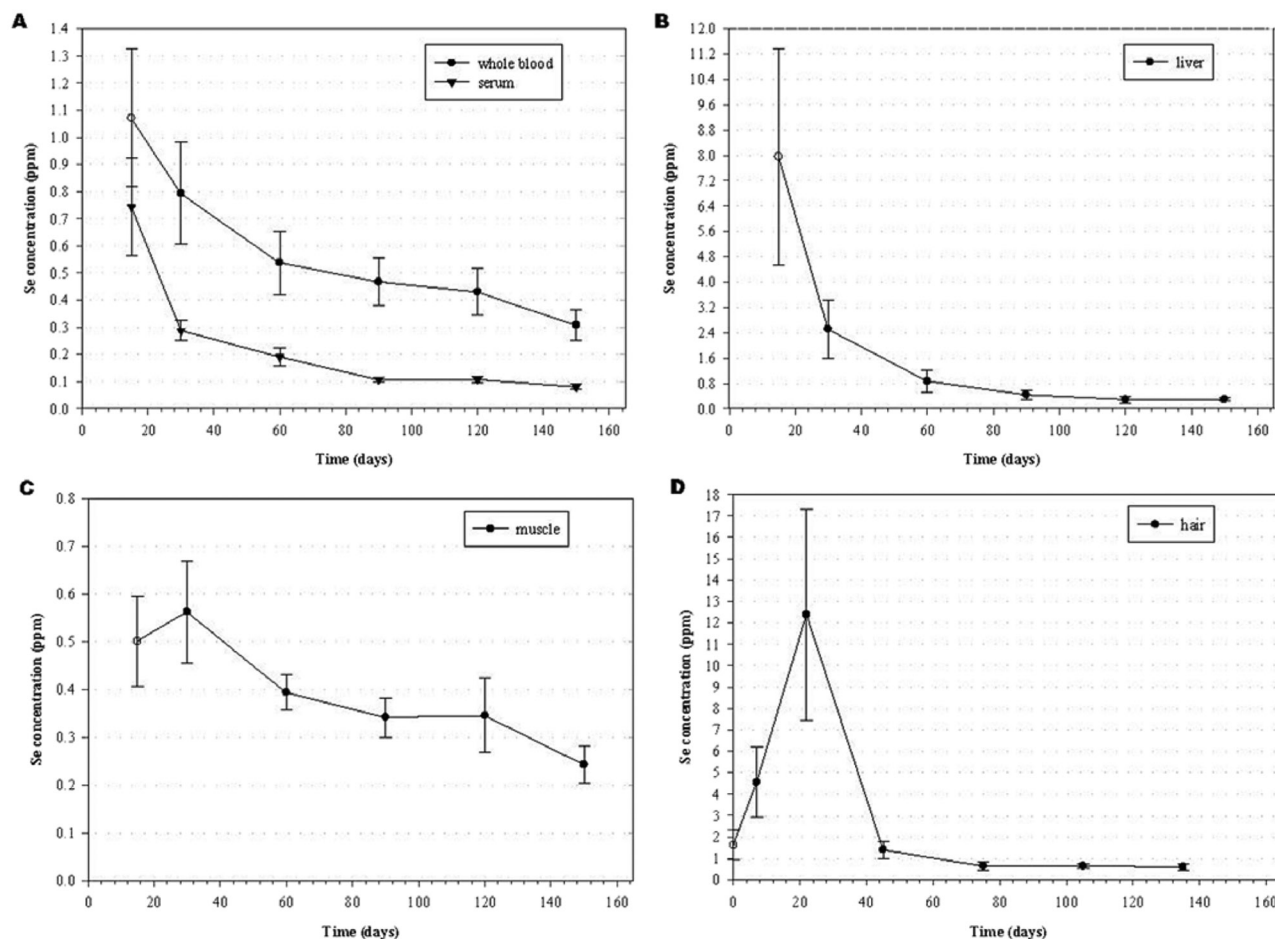 A
1.4
1.3
1.2
1.1
1.0
0.9
0.8
0.7
0.6
0.5
0.4
0.3
0.2
0.1
0.0
Se concentration (ppm)
whole blood
serum
0 20 40 60 80 100 120 140 160
Time (days)
B
12.0
11.2
10.4
9.6
8.8
8.0
7.2
6.4
5.6
4.8
4.0
3.2
2.4
1.6
0.8
0.0
Se concentration (ppm)
liver
0 20 40 60 80 100 120 140 160
Time (days)
C
0.8
0.7
0.6
0.5
0.4
0.3
0.2
0.1
0.0
Se concentration (ppm)
muscle
0 20 40 60 80 100 120 140 160
Time (days)
D
18
17
16
15
14
13
12
11
10
9
8
7
6
5
4
3
2
1
0
Se concentration (ppm)
hair
0 20 40 60 80 100 120 140 160
Time (days)